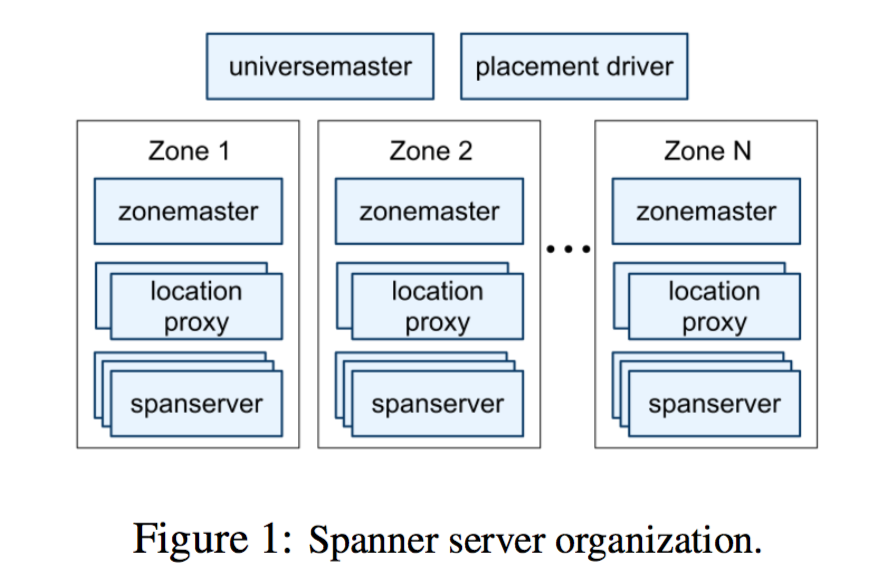 universemaster placement driver
Zone 1 Zone 2 Zone N
zonemaster zonemaster zonemaster
...
location location location
proxy proxy proxy
spanserver spanserver spanserver
Figure 1: Spanner server organization.